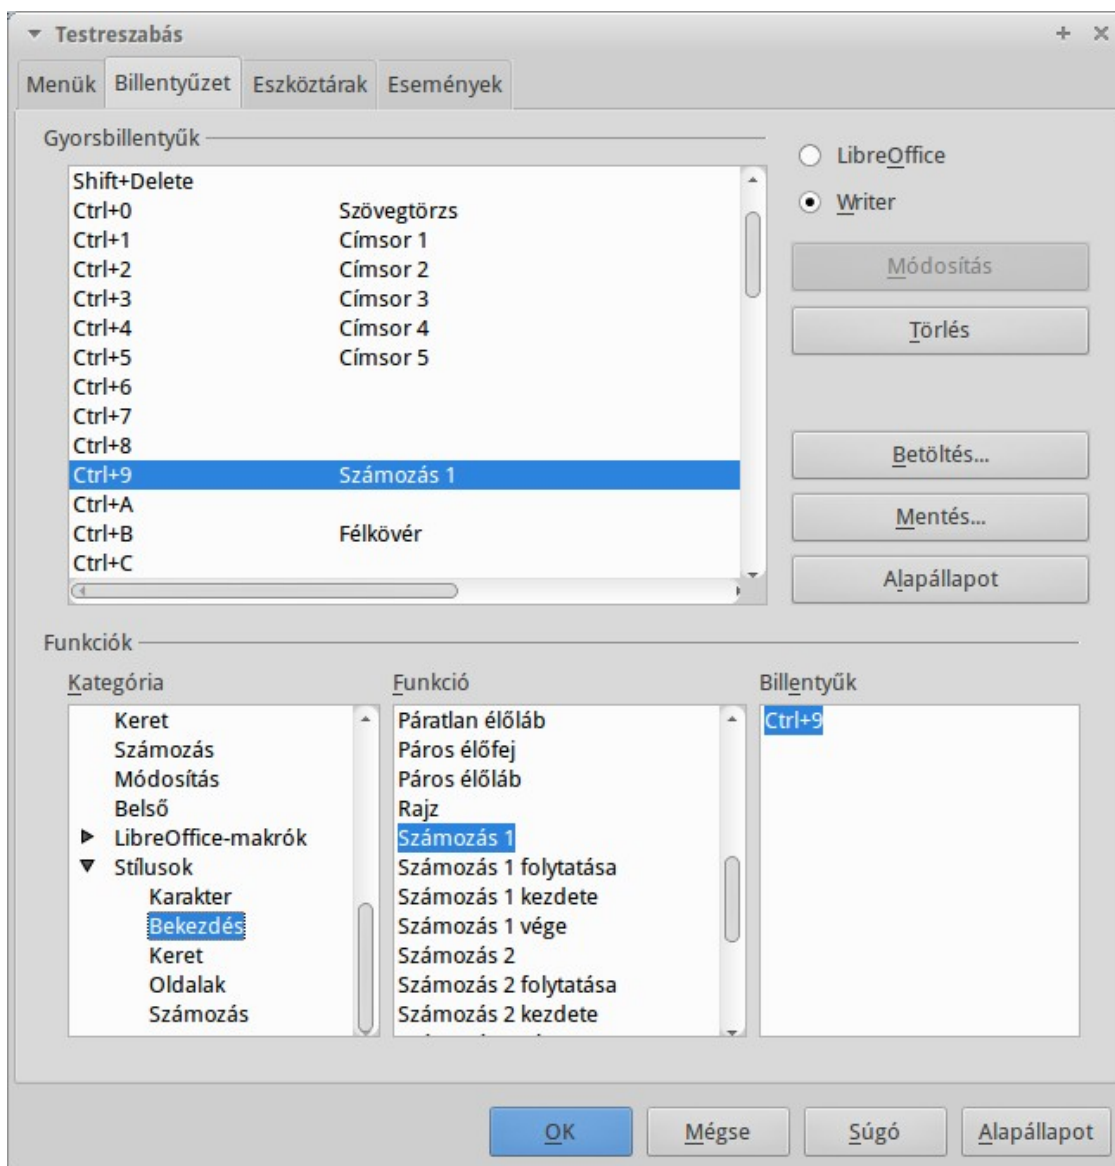 Testreszabás
Menük Billentyűzet Eszköztárak Események
Gyorsbillentyűk
Shift+Delete
Ctrl+0 Szövegtörzs
Ctrl+1 Címsor 1
Ctrl+2 Címsor 2
Ctrl+3 Címsor 3
Ctrl+4 Címsor 4
Ctrl+5 Címsor 5
Ctrl+6
Ctrl+7
Ctrl+8
Ctrl+9 Számozás 1
Ctrl+A
Ctrl+B Félkövér
Ctrl+C
LibreOffice
Writer
Módosítás
Törlés
Betöltés...
Mentés...
Alapállapot
Funkciók
Kategória
Keret
Számozás
Módosítás
Belső
LibreOffice-makrók
Stílusok
Karakter
Bekezdés
Keret
Oldalak
Számozás
Funkció
Páratlan élőláb
Páros élőfej
Páros élőláb
Rajz
Számozás 1
Számozás 1 folytatása
Számozás 1 kezdete
Számozás 1 vége
Számozás 2
Számozás 2 folytatása
Számozás 2 kezdete
Billentyűk
Ctrl+9
OK Mégse Súgó Alapállapot